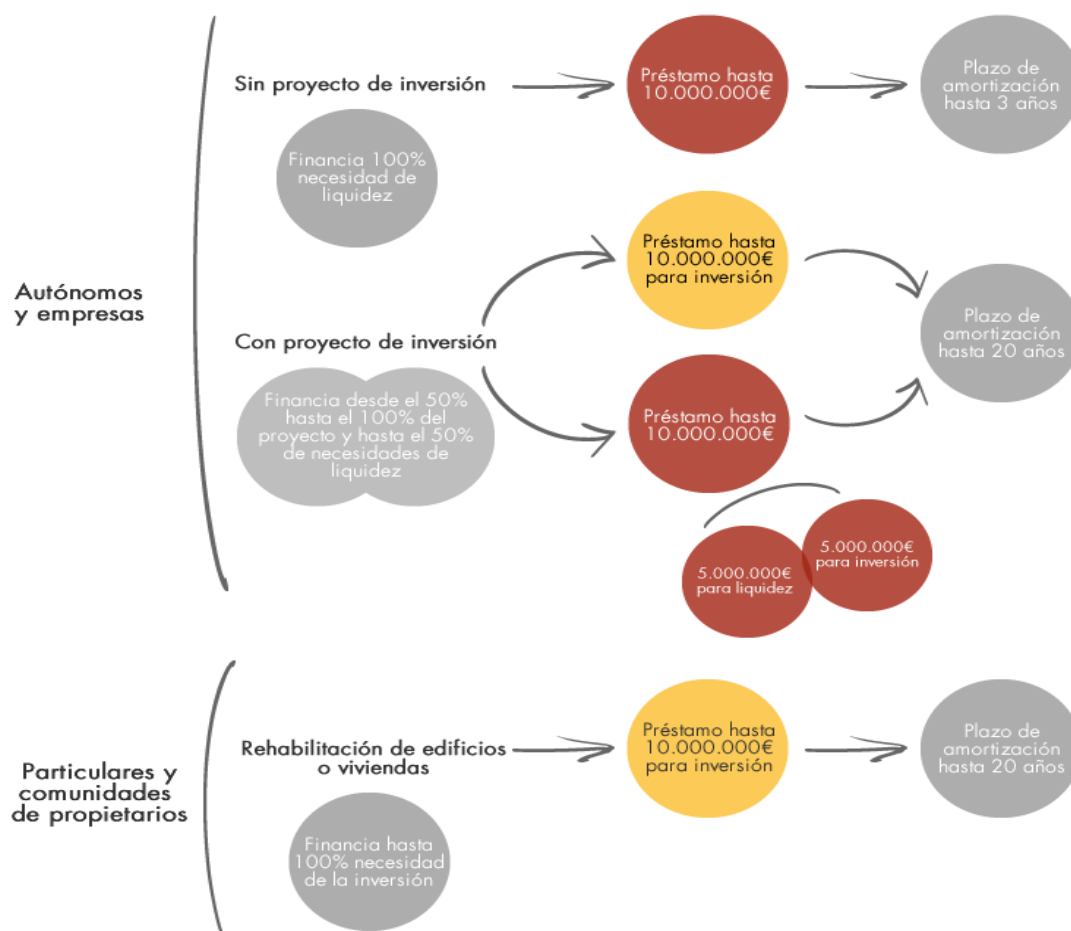 Autónomos
y empresas
Sin proyecto de inversión
Financia 100%
necesidad de
liquidez
Préstamo hasta
10.000.000€
Plazo de
amortización
hasta 3 años
Con proyecto de inversión
Financia desde el 50%
hasta el 100% del
proyecto y hasta el 50%
de necesidades de
liquidez
Préstamo hasta
10.000.000€
para inversión
Préstamo hasta
10.000.000€
5.000.000€
para liquidez
5.000.000€
para inversión
Plazo de
amortización
hasta 20 años
Particulares y
comunidades
de propietarios
Rehabilitación de edificios
o viviendas
Financia hasta
100% necesidad
de la inversión
Préstamo hasta
10.000.000€
para inversión
Plazo de
amortización
hasta 20 años